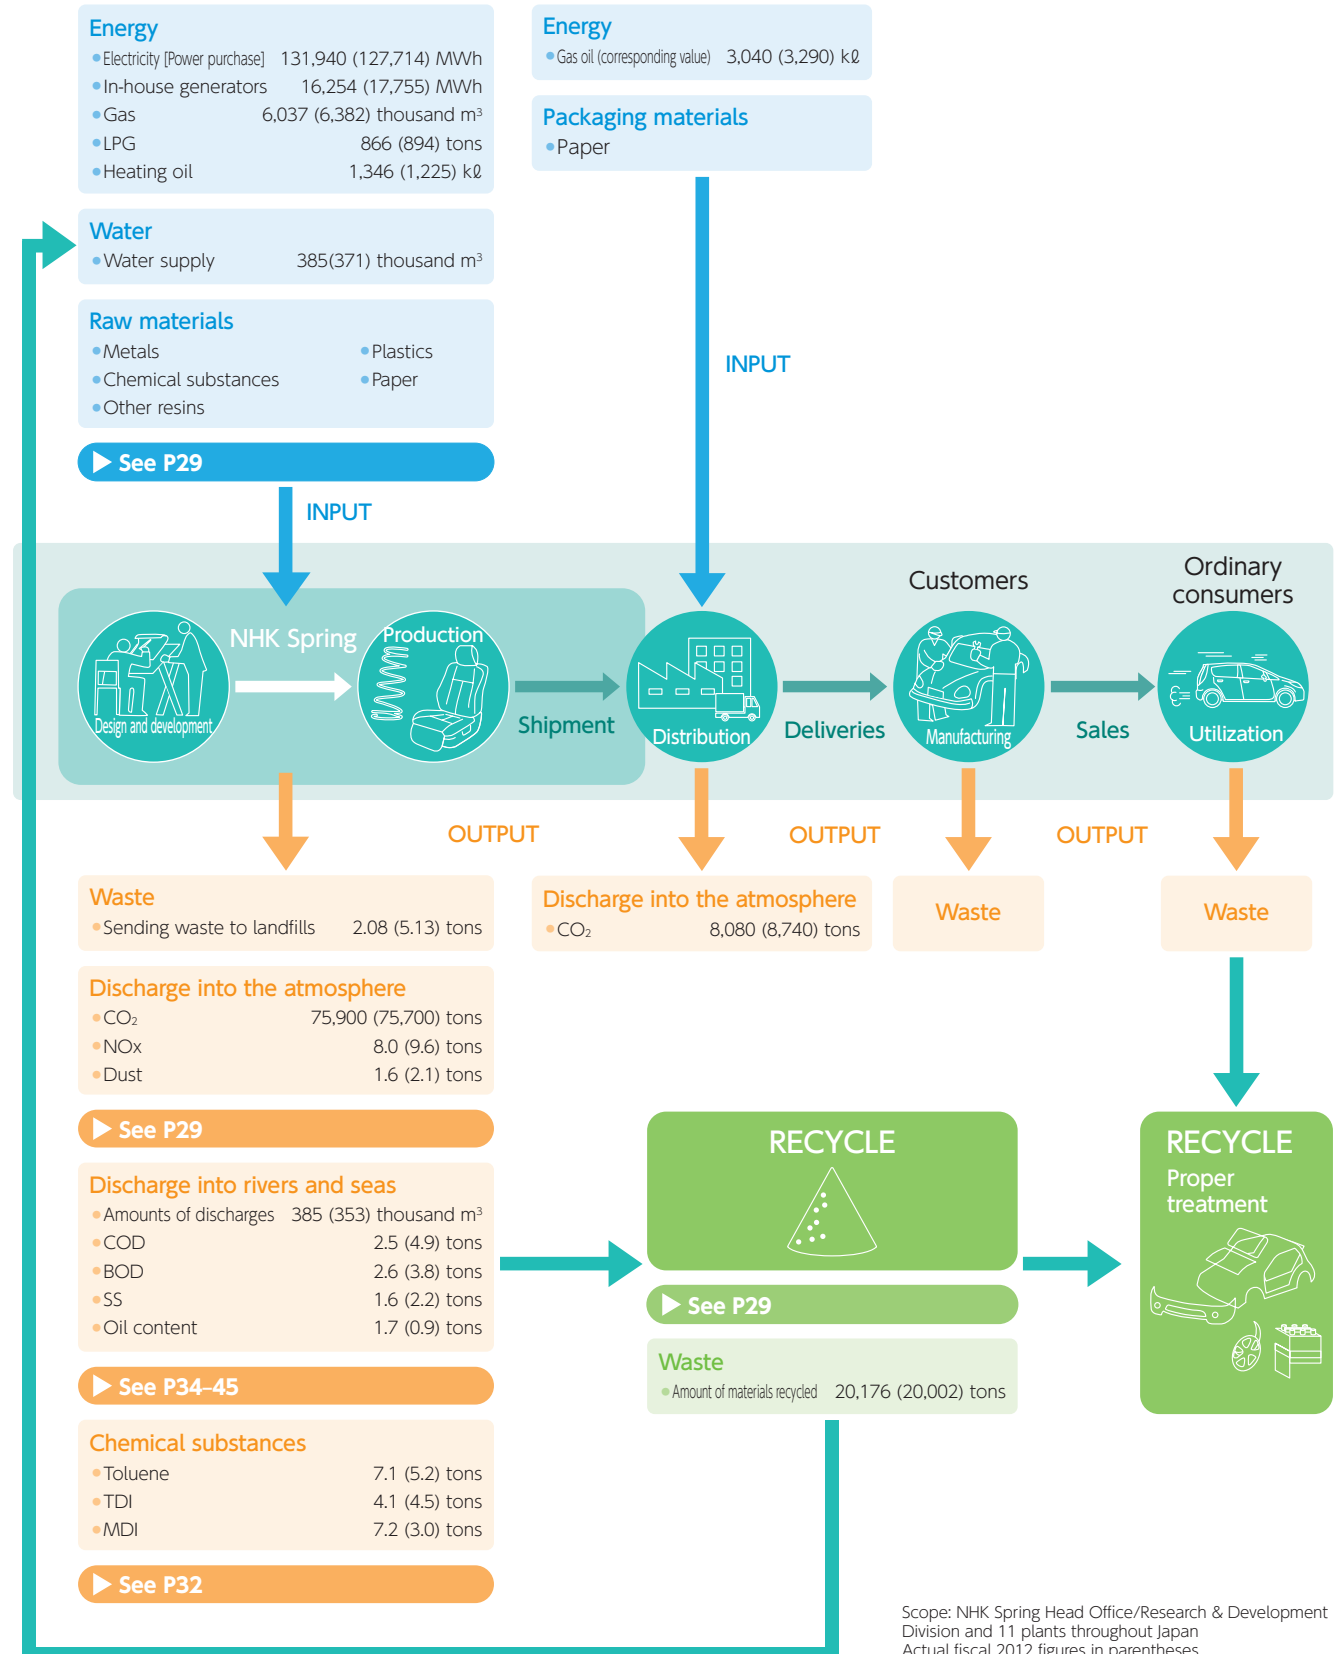 Energy
•Electricity [Power purchase] 131,940 (127,714) MWh
•In-house generators 16,254 (17,755) MWh
•Gas 6,037 (6,382) thousand m³
•LPG 866 (894) tons
•Heating oil 1,346 (1,225) kℓ
Water
•Water supply 385(371) thousand m³
Raw materials
•Metals •Plastics
•Chemical substances •Paper
•Other resins
▶ See P29
INPUT
Energy
•Gas oil (corresponding value) 3,040 (3,290) kℓ
Packaging materials
•Paper
INPUT
Customers
Ordinary
consumers
NHK Spring
Design and development
Production
Shipment
Distribution
Deliveries
Manufacturing
Sales
Utilization
OUTPUT
OUTPUT
OUTPUT
Waste
•Sending waste to landfills 2.08 (5.13) tons
Discharge into the atmosphere
•CO₂ 75,900 (75,700) tons
•NOx 8.0 (9.6) tons
•Dust 1.6 (2.1) tons
▶ See P29
Discharge into rivers and seas
•Amounts of discharges 385 (353) thousand m³
•COD 2.5 (4.9) tons
•BOD 2.6 (3.8) tons
•SS 1.6 (2.2) tons
•Oil content 1.7 (0.9) tons
▶ See P34–45
Chemical substances
•Toluene 7.1 (5.2) tons
•TDI 4.1 (4.5) tons
•MDI 7.2 (3.0) tons
▶ See P32
Discharge into the atmosphere
•CO₂ 8,080 (8,740) tons
Waste
Waste
RECYCLE
▶ See P29
Waste
•Amount of materials recycled 20,176 (20,002) tons
RECYCLE
Proper
treatment
Scope: NHK Spring Head Office/Research & Development
Division and 11 plants throughout Japan
Actual fiscal 2012 figures in parentheses